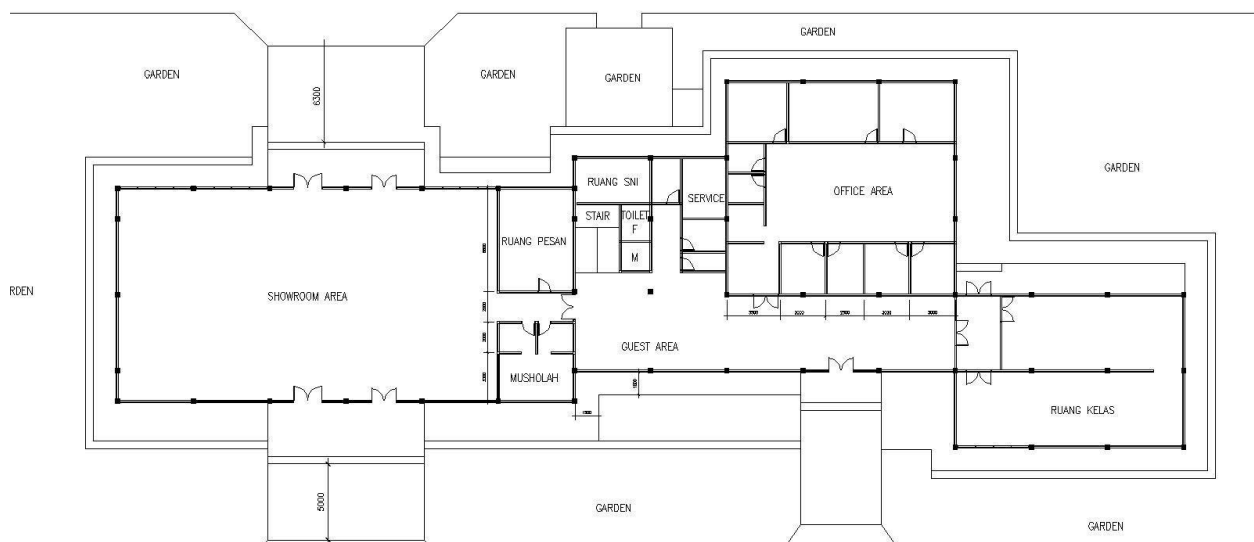 GARDEN
GARDEN
GARDEN
GARDEN
6300
GARDEN
RUANG SNI
SERVICE
OFFICE AREA
STAIR
TOILET
F
M
RUANG PESAN
SHOWROOM AREA
RDEN
GUEST AREA
MUSHOLAH
RUANG KELAS
5000
GARDEN
GARDEN